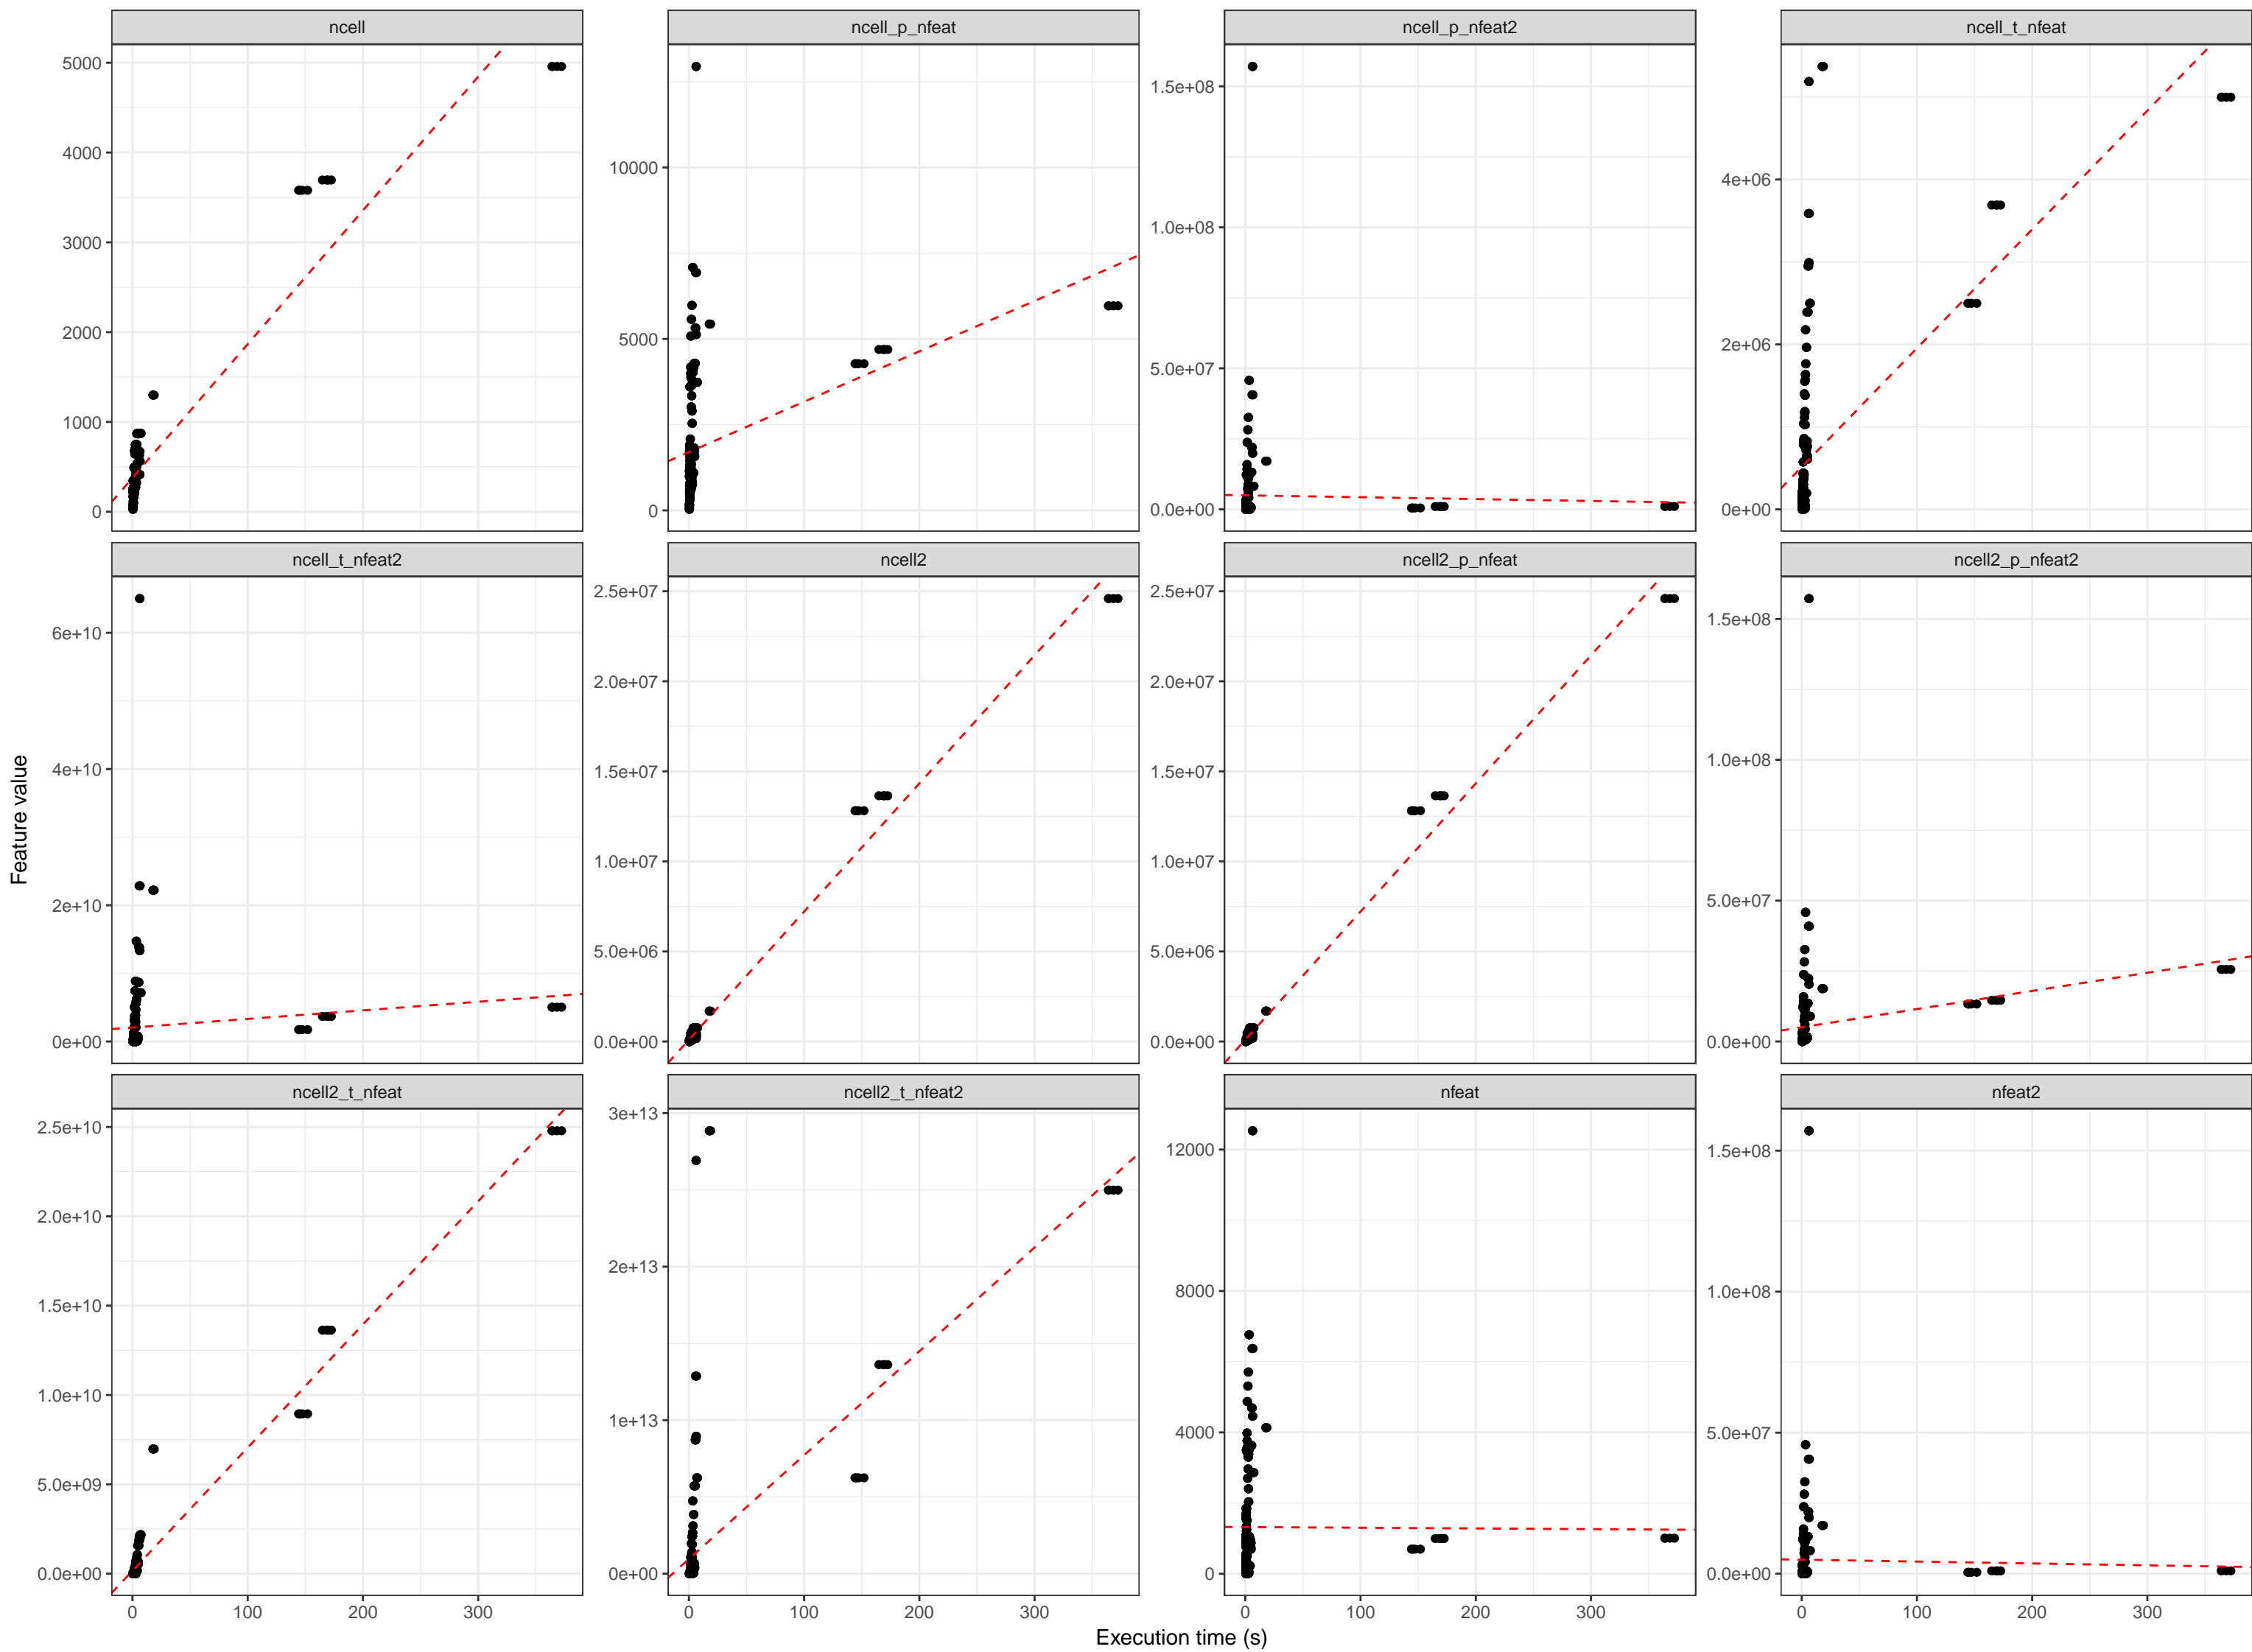 ncell
ncell_p_nfeat
ncell_p_nfeat2
ncell_t_nfeat
5000
4000
3000
2000
1000
0
10000
5000
0
1.5e+08
1.0e+08
5.0e+07
0.0e+00
4e+06
2e+06
0e+00
ncell_t_nfeat2
ncell2
ncell2_p_nfeat
ncell2_p_nfeat2
6e+10
4e+10
2e+10
0e+00
2.5e+07
2.0e+07
1.5e+07
1.0e+07
5.0e+06
0.0e+00
2.5e+07
2.0e+07
1.5e+07
1.0e+07
5.0e+06
0.0e+00
1.5e+08
1.0e+08
5.0e+07
0.0e+00
Feature value
ncell2_t_nfeat
ncell2_t_nfeat2
nfeat
nfeat2
2.5e+10
2.0e+10
1.5e+10
1.0e+10
5.0e+09
0.0e+00
3e+13
2e+13
1e+13
0e+00
12000
8000
4000
0
1.5e+08
1.0e+08
5.0e+07
0.0e+00
0 100 200 300
0 100 200 300
0 100 200 300
0 100 200 300
Execution time (s)